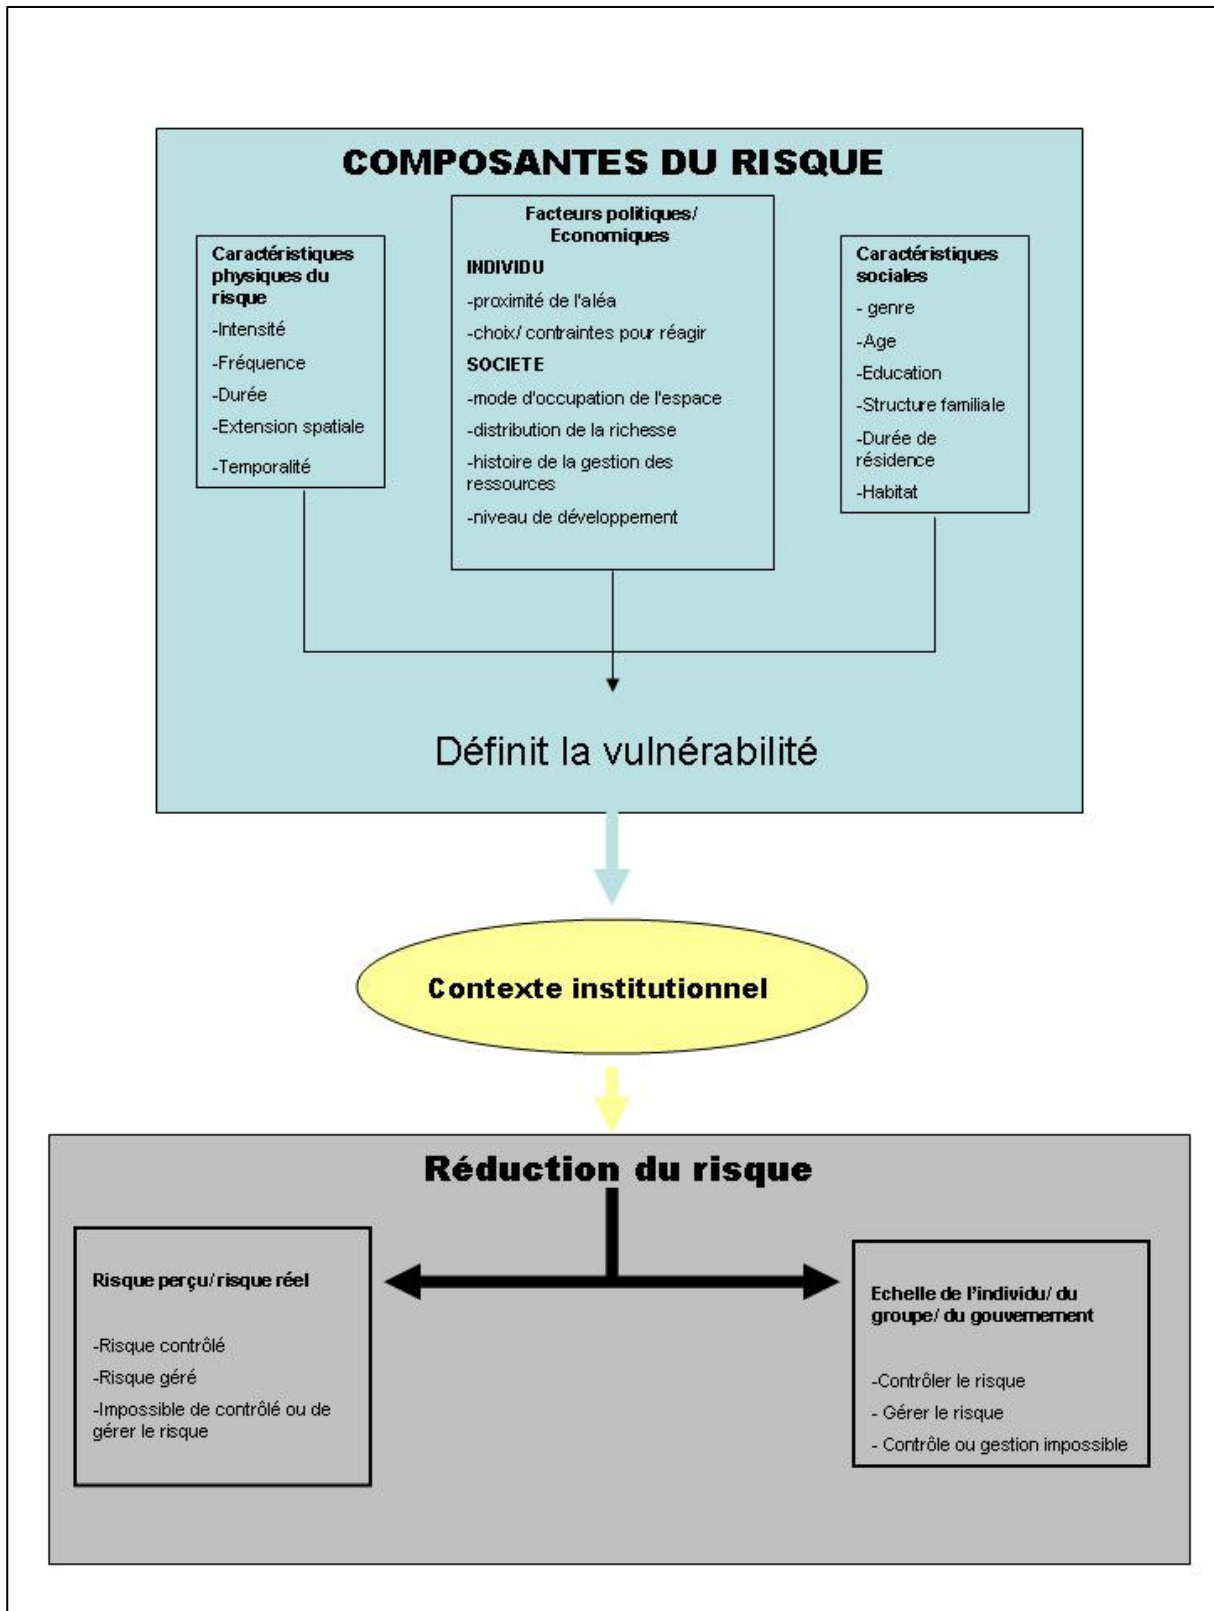 COMPOSANTES DU RISQUE
Caractéristiques
physiques du
risque
-Intensité
-Fréquence
-Durée
-Extension spatiale
-Temporalité
Facteurs politiques/
Economiques
INDIVIDU
-proximité de l'aléa
-choix/ contraintes pour réagir
SOCIETE
-mode d'occupation de l'espace
-distribution de la richesse
-histoire de la gestion des
ressources
-niveau de développement
Caractéristiques
sociales
- genre
-Age
-Education
-Structure familiale
-Durée de
résidence
-Habitat
Définit la vulnérabilité
Contexte institutionnel
Réduction du risque
Risque perçu/ risque réel
-Risque contrôlé
-Risque géré
-Impossible de contrôlé ou de
gérer le risque
Echelle de l'individu/ du
groupe/ du gouvernement
-Contrôler le risque
- Gérer le risque
- Contrôle ou gestion impossible